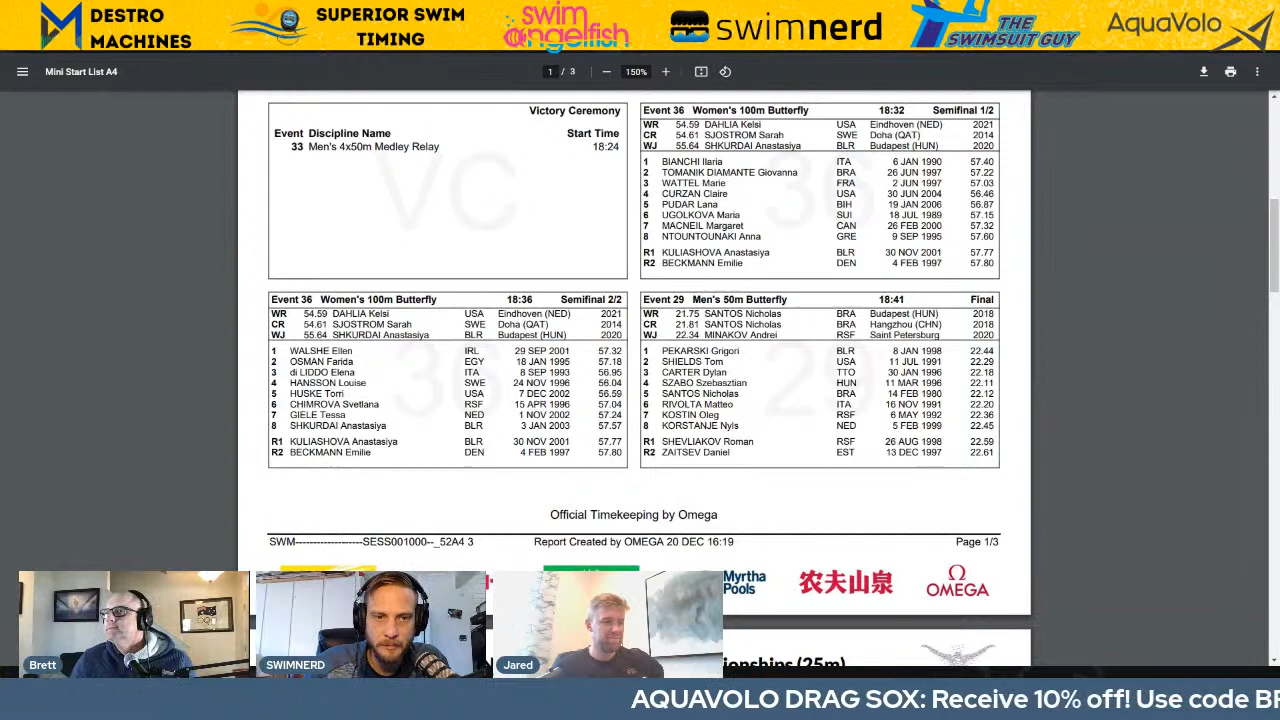 DESTRO
MACHINES
SUPERIOR SWIM
TIMING
swim
angelfish
swimnerd
THE
SWIMSUIT GUY
AquaVolo
Mini Start List A4
1 / 3
150%
Victory Ceremony
Event Discipline Name Start Time
33 Men's 4x50m Medley Relay 18:24
VC
Event 36 Women's 100m Butterfly 18:32 Semifinal 1/2
WR 54.59 DAHLIA Kelsi USA Eindhoven (NED) 2021
CR 54.61 SJOSTROM Sarah SWE Doha (QAT) 2014
WJ 55.64 SHKURDAI Anastasiya BLR Budapest (HUN) 2020
1 BIANCHI Ilaria ITA 6 JAN 1990 57.40
2 TOMANIK DIAMANTE Giovanna BRA 26 JUN 1997 57.22
3 WATTEL Marie FRA 2 JUN 1997 57.03
4 CURZAN Claire USA 30 JUN 2004 56.46
5 PUDAR Lana BIH 19 JAN 2006 56.87
6 UGOLKOVA Maria SUI 18 JUL 1989 57.15
7 MACNEIL Margaret CAN 26 FEB 2000 57.32
8 NTOUNTOUNAKI Anna GRE 9 SEP 1995 57.60
R1 KULIASHOVA Anastasiya BLR 30 NOV 2001 57.77
R2 BECKMANN Emilie DEN 4 FEB 1997 57.80
36
Event 36 Women's 100m Butterfly 18:36 Semifinal 2/2
WR 54.59 DAHLIA Kelsi USA Eindhoven (NED) 2021
CR 54.61 SJOSTROM Sarah SWE Doha (QAT) 2014
WJ 55.64 SHKURDAI Anastasiya BLR Budapest (HUN) 2020
1 WALSHE Ellen IRL 29 SEP 2001 57.32
2 OSMAN Farida EGY 18 JAN 1995 57.18
3 di LIDDO Elena ITA 8 SEP 1993 56.95
4 HANSSON Louise SWE 24 NOV 1996 56.04
5 HUSKE Torri USA 7 DEC 2002 56.59
6 CHIMROVA Svetlana RSF 15 APR 1996 57.04
7 GIELE Tessa NED 1 NOV 2002 57.24
8 SHKURDAI Anastasiya BLR 3 JAN 2003 57.57
R1 KULIASHOVA Anastasiya BLR 30 NOV 2001 57.77
R2 BECKMANN Emilie DEN 4 FEB 1997 57.80
36
Event 29 Men's 50m Butterfly 18:41 Final
WR 21.75 SANTOS Nicholas BRA Budapest (HUN) 2018
CR 21.81 SANTOS Nicholas BRA Hangzhou (CHN) 2018
WJ 22.34 MINAKOV Andrei RSF Saint Petersburg 2020
1 PEKARSKI Grigori BLR 8 JAN 1998 22.44
2 SHIELDS Tom USA 11 JUL 1991 22.29
3 CARTER Dylan TTO 30 JAN 1996 22.18
4 SZABO Szebasztian HUN 11 MAR 1996 22.11
5 SANTOS Nicholas BRA 14 FEB 1980 22.12
6 RIVOLTA Matteo ITA 16 NOV 1991 22.20
7 KOSTIN Oleg RSF 6 MAY 1992 22.36
8 KORSTANJE Nyls NED 5 FEB 1999 22.45
R1 SHEVLIAKOV Roman RSF 26 AUG 1998 22.59
R2 ZAITSEV Daniel EST 13 DEC 1997 22.61
29
Official Timekeeping by Omega
SWM--------------------SESS001000--_52A4 3 Report Created by OMEGA 20 DEC 16:19 Page 1/3
Myrtha
Pools
农夫山泉
Ω
OMEGA
Brett
SWIMNERD
Jared
ionships (25m)
AQUAVOLO DRAG SOX: Receive 10% off! Use code BR